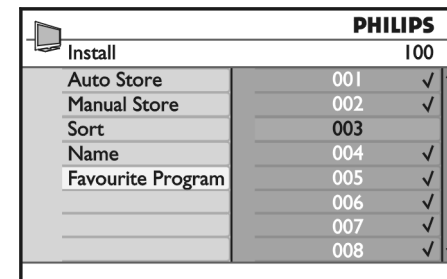 PHILIPS
Install 100
Auto Store 001 ✓
Manual Store 002 ✓
Sort 003
Name 004 ✓
Favourite Program 005 ✓
006 ✓
007 ✓
008 ✓